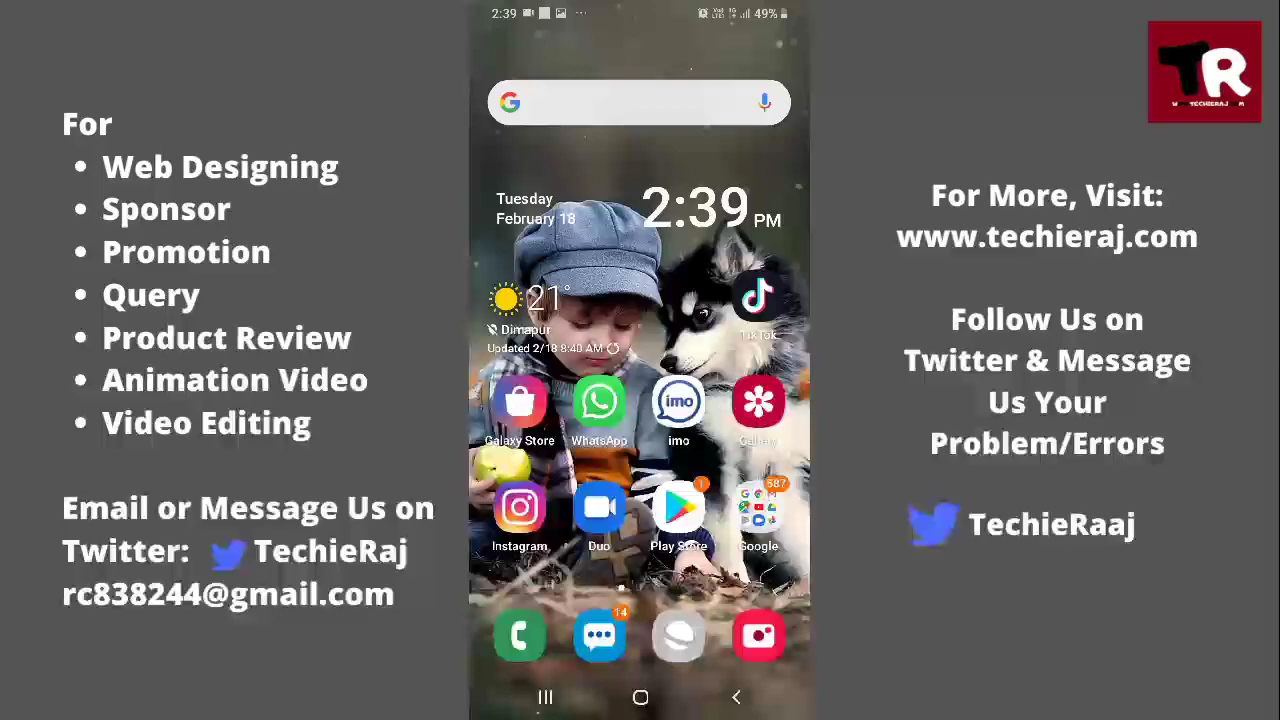 For
• Web Designing
• Sponsor
• Promotion
• Query
• Product Review
• Animation Video
• Video Editing
Email or Message Us on
Twitter: TechieRaj
rc838244@gmail.com
2:39
49%
Tuesday
February 18
2:39 PM
21°
Dimapur
Updated 2/18 8:40 AM
TikTok
Galaxy Store
WhatsApp
imo
imo
Gallery
1
587
Instagram
Duo
Play Store
Google
14
TR
For More, Visit:
www.techieraj.com
Follow Us on
Twitter & Message
Us Your
Problem/Errors
TechieRaaj